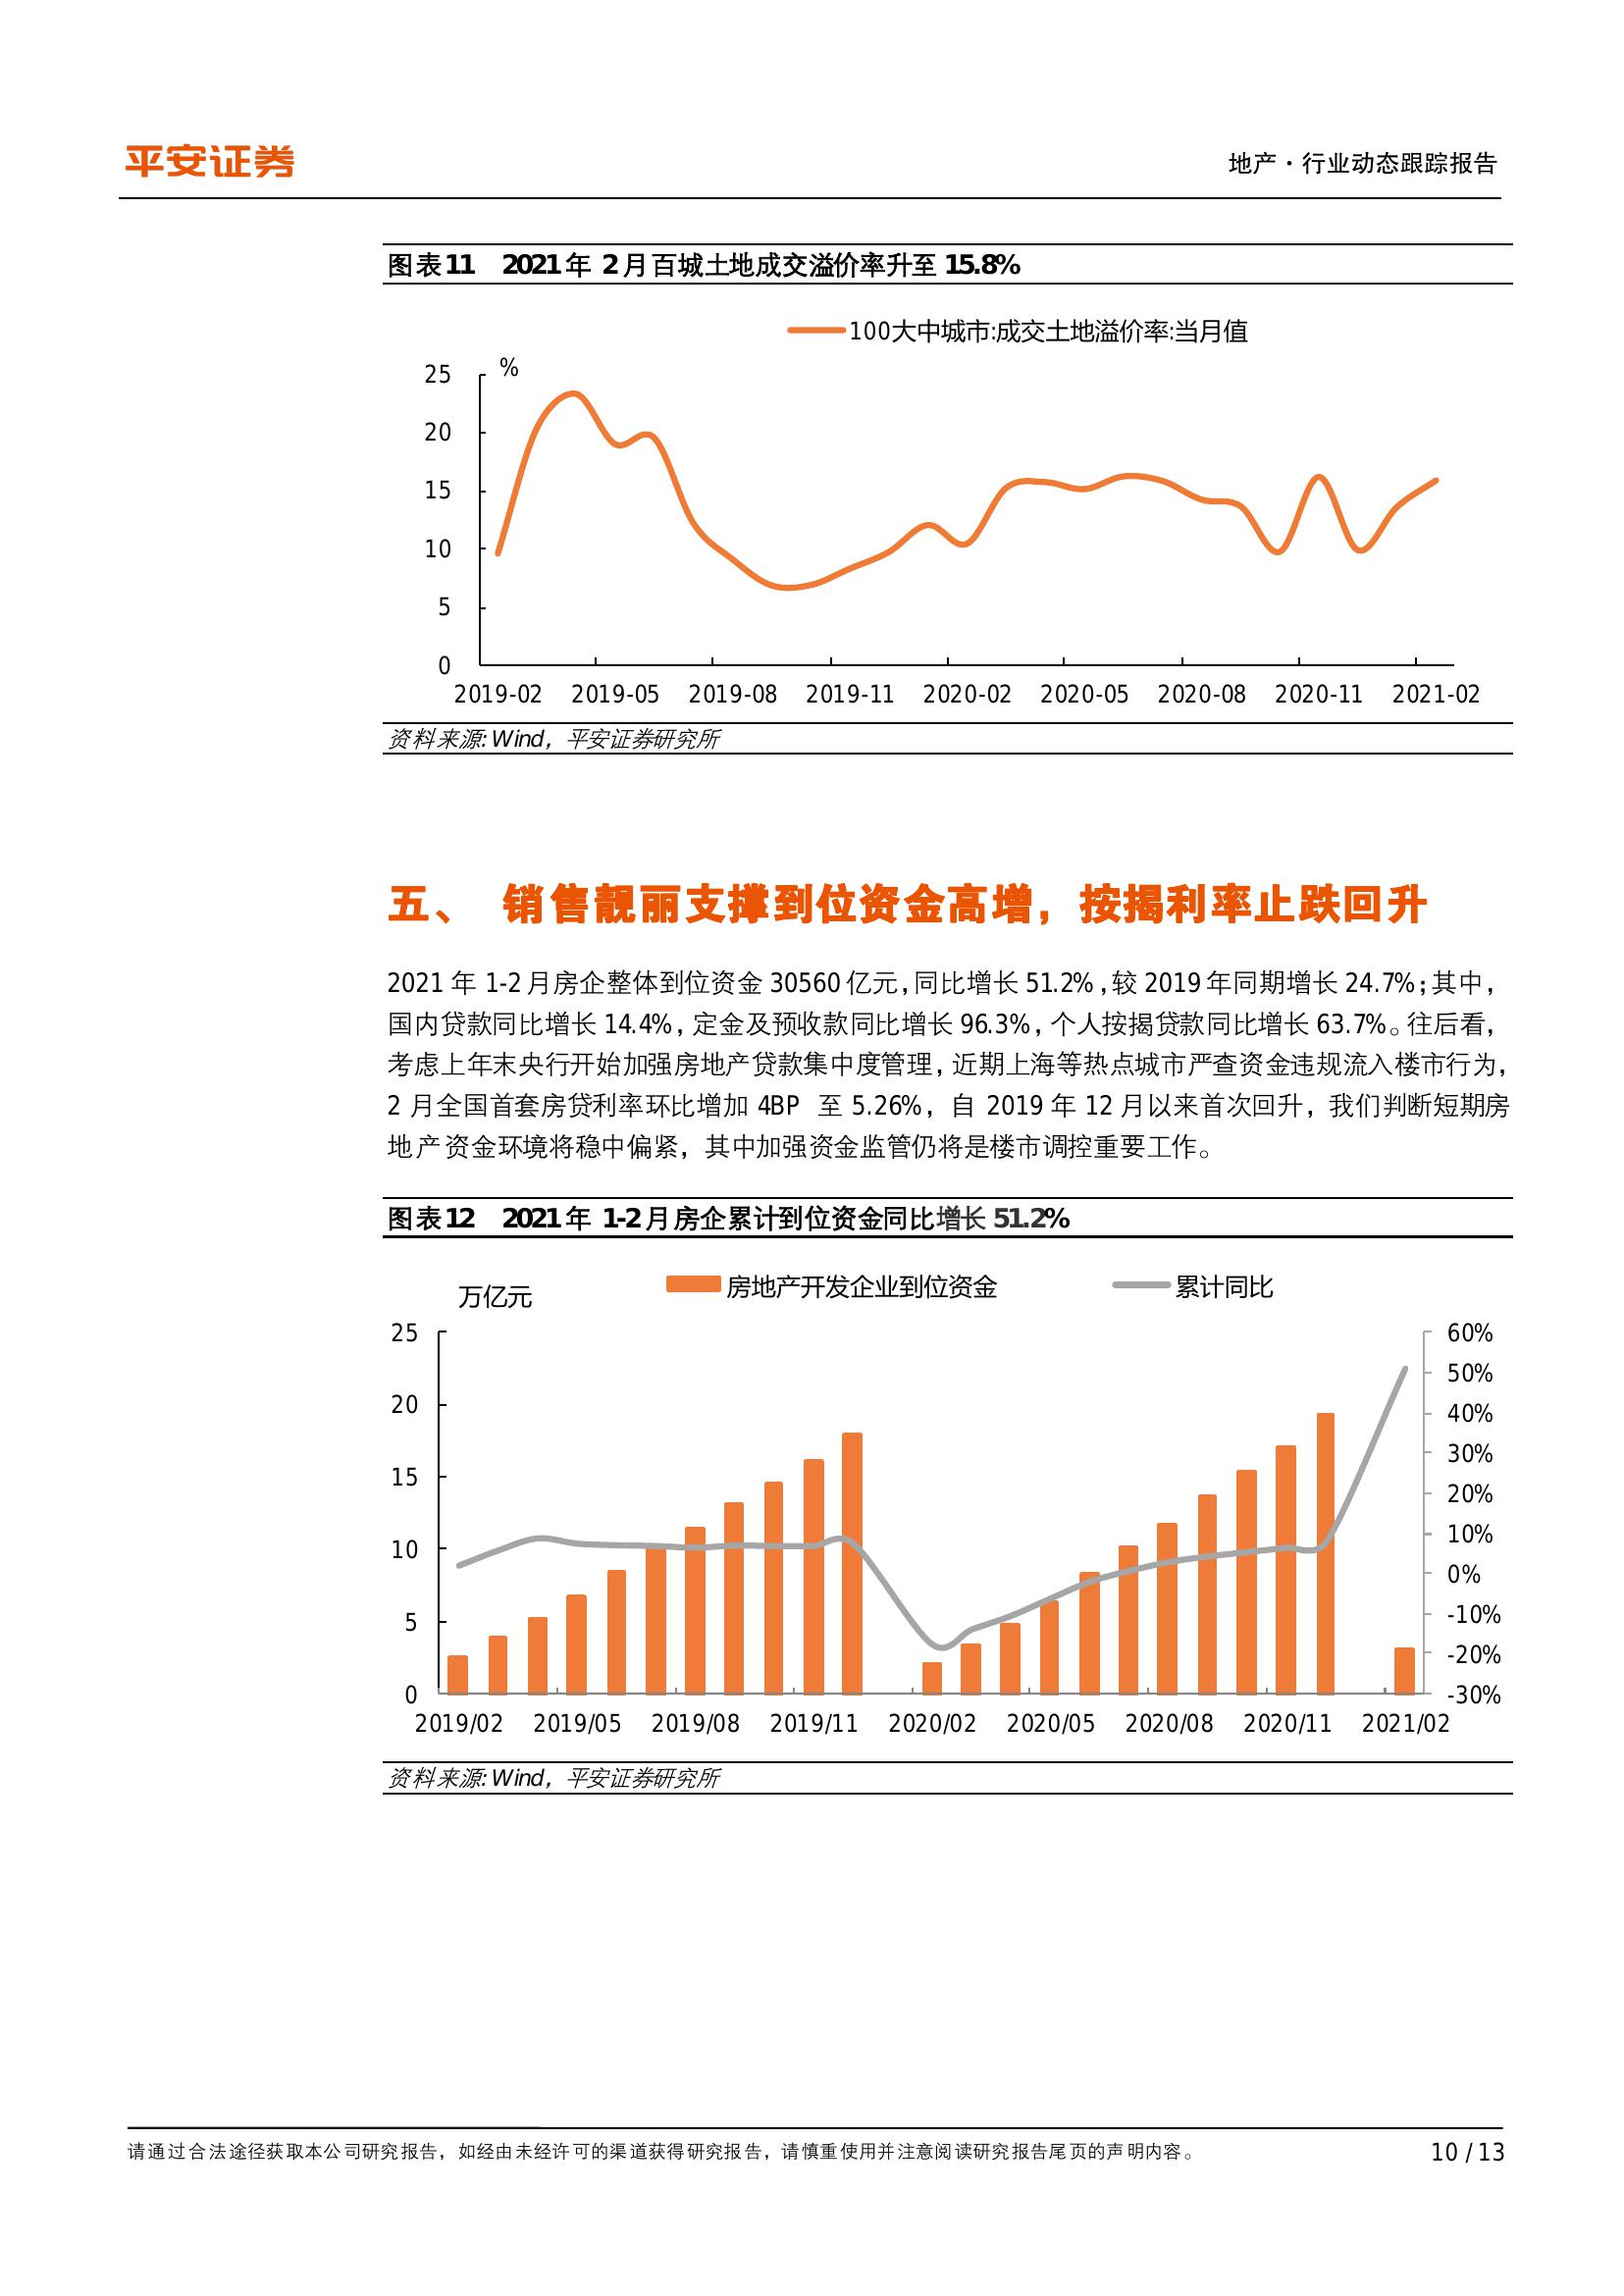 平安证券
地产·行业动态跟踪报告
图表11 2021年 2月百城土地成交溢价率升至 15.8%
100大中城市:成交土地溢价率:当月值
%
25
20
15
10
5
0
2019-02 2019-05 2019-08 2019-11 2020-02 2020-05 2020-08 2020-11 2021-02
资料来源:Wind，平安证券研究所
五、 销售靓丽支撑到位资金高增，按揭利率止跌回升
2021 年 1-2月房企整体到位资金 30560亿元，同比增长 51.2%，较 2019年同期增长 24.7%；其中，
国内贷款同比增长 14.4%，定金及预收款同比增长 96.3%，个人按揭贷款同比增长 63.7%。往后看，
考虑上年末央行开始加强房地产贷款集中度管理，近期上海等热点城市严查资金违规流入楼市行为，
2 月全国首套房贷利率环比增加 4BP 至 5.26%，自 2019 年 12 月以来首次回升，我们判断短期房
地产资金环境将稳中偏紧，其中加强资金监管仍将是楼市调控重要工作。
图表12 2021年 1-2月房企累计到位资金同比增长 51.2%
万亿元
房地产开发企业到位资金
累计同比
25
20
15
10
5
0
60%
50%
40%
30%
20%
10%
0%
-10%
-20%
-30%
2019/02 2019/05 2019/08 2019/11 2020/02 2020/05 2020/08 2020/11 2021/02
资料来源:Wind，平安证券研究所
请通过合法途径获取本公司研究报告，如经由未经许可的渠道获得研究报告，请慎重使用并注意阅读研究报告尾页的声明内容。
10 / 13